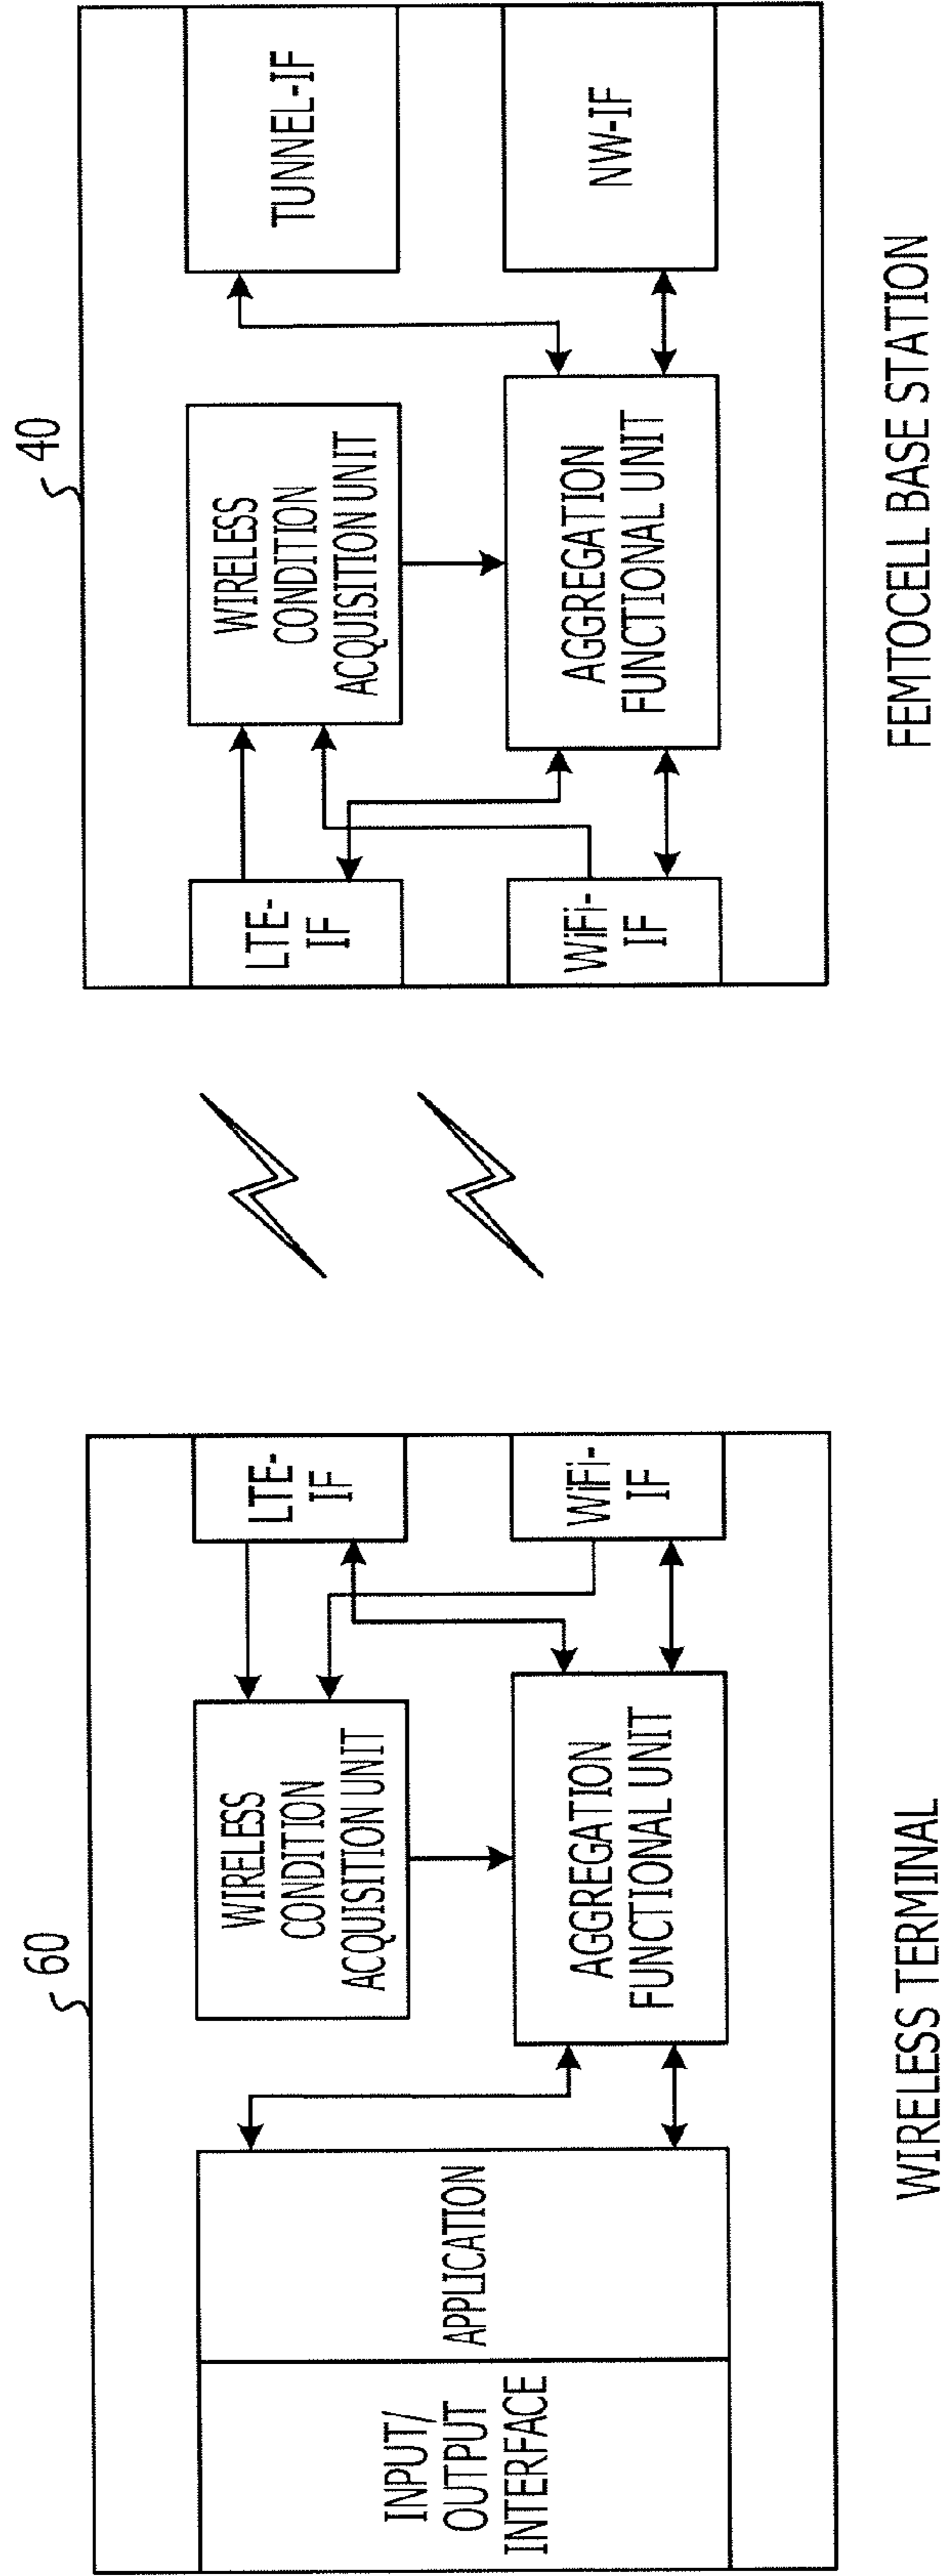 60
INPUT/
OUTPUT
INTERFACE
APPLICATION
WIRELESS
CONDITION
ACQUISITION UNIT
AGGREGATION
FUNCTIONAL UNIT
LTE-
IF
WiFi-
IF
WIRELESS TERMINAL
40
LTE-
IF
WiFi-
IF
WIRELESS
CONDITION
ACQUISITION UNIT
AGGREGATION
FUNCTIONAL UNIT
TUNNEL-IF
NW-IF
FEMTOCELL BASE STATION